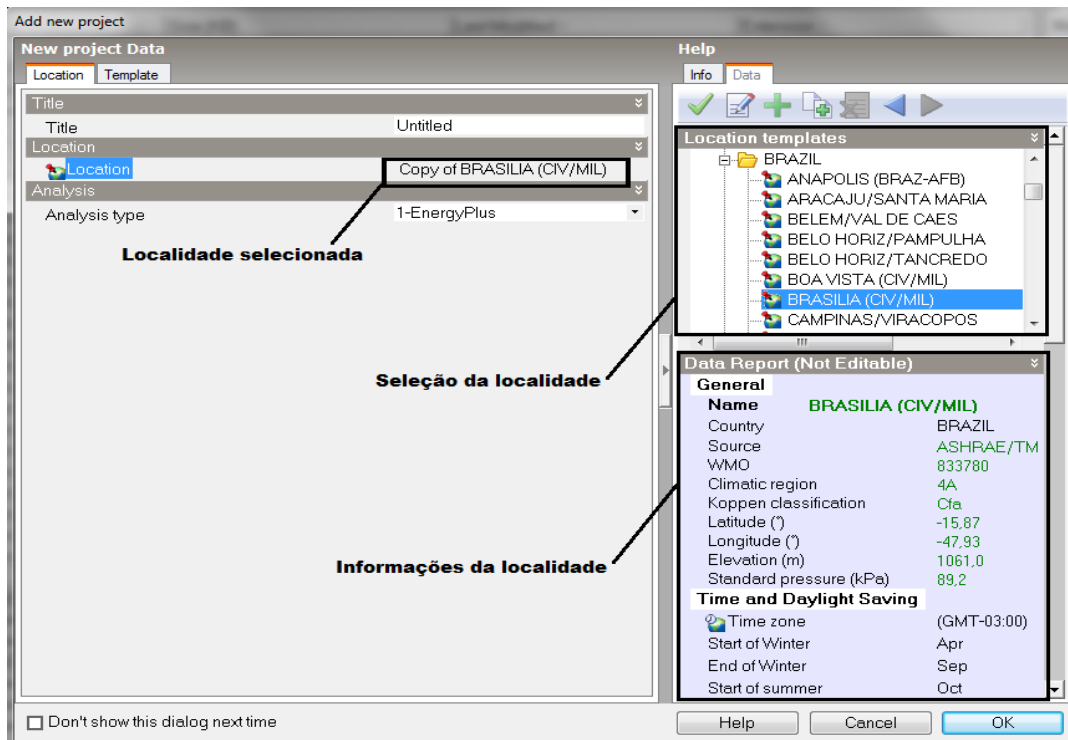 Add new project
New project Data
Location Template
Title
Title Untitled
Location
Location Copy of BRASILIA (CIV/MIL)
Analysis
Analysis type 1-EnergyPlus
Localidade selecionada
Seleção da localidade
Informações da localidade
Don't show this dialog next time
Help
Info Data
Location templates
BRAZIL
ANAPOLIS (BRAZ-AFB)
ARACAJU/SANTA MARIA
BELEM/VAL DE CAES
BELO HORIZ/PAMPULHA
BELO HORIZ/TANCREDO
BOA VISTA (CIV/MIL)
BRASILIA (CIV/MIL)
CAMPINAS/VIRACOPOS
Data Report (Not Editable)
General
Name BRASILIA (CIV/MIL)
Country BRAZIL
Source ASHRAE/TM
WMO 833780
Climatic region 4A
Koppen classification Cfa
Latitude (°) -15,87
Longitude (°) -47,93
Elevation (m) 1061,0
Standard pressure (kPa) 89,2
Time and Daylight Saving
Time zone (GMT-03:00)
Start of Winter Apr
End of Winter Sep
Start of summer Oct
Help Cancel OK